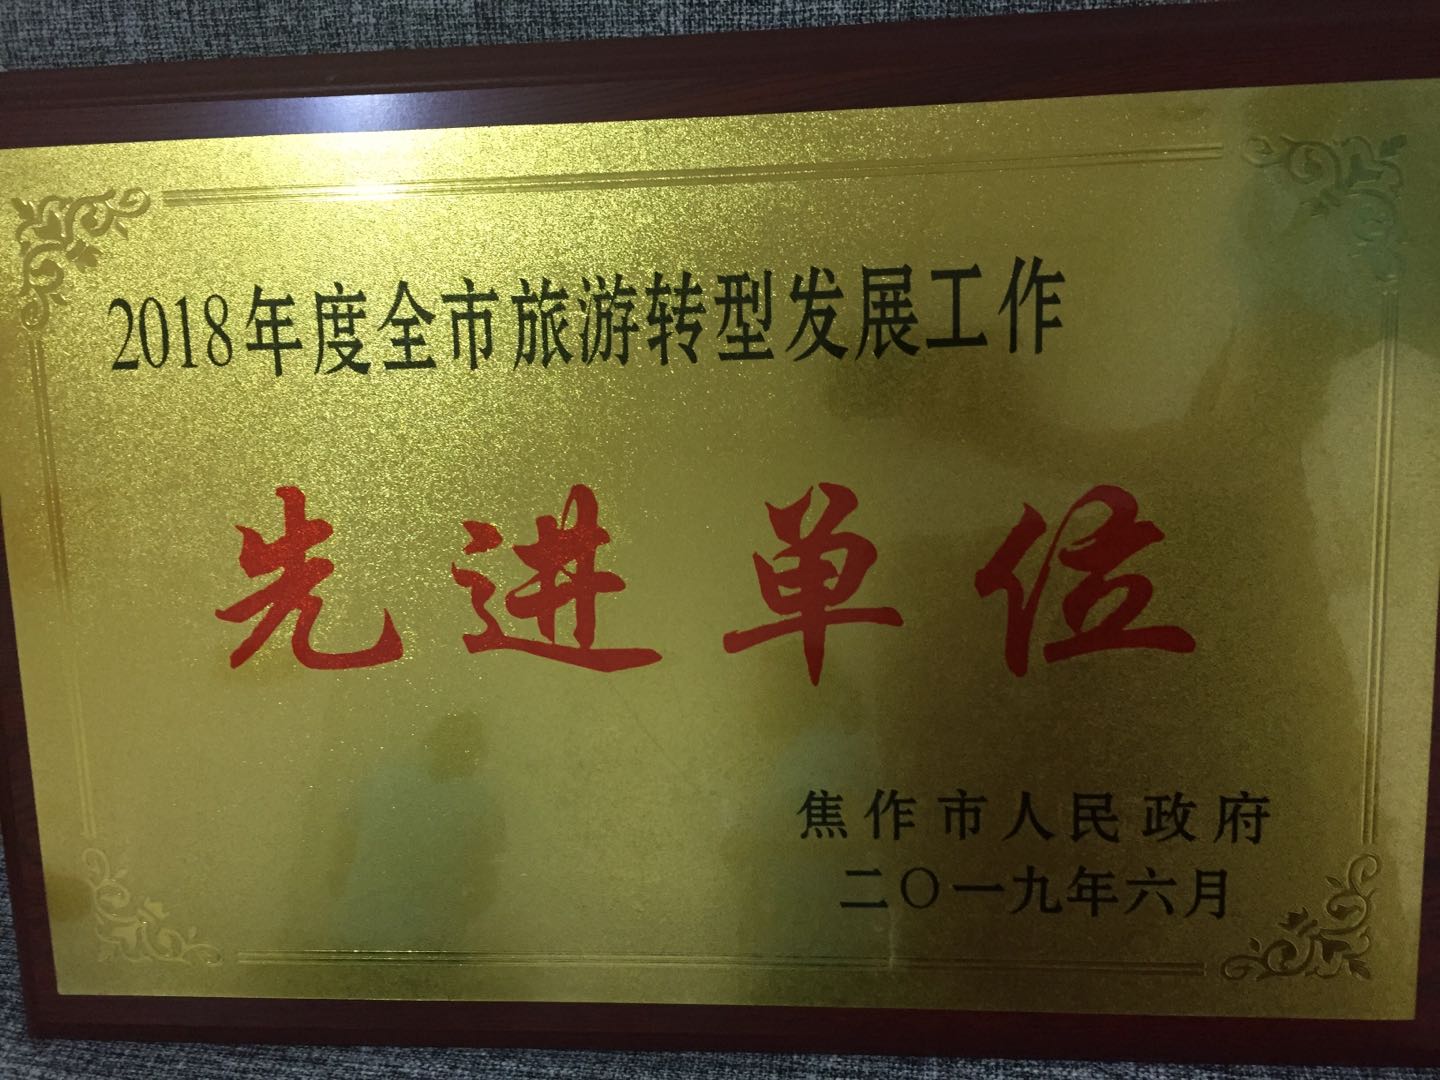 2018年度全市旅游转型发展工作
先进单位
焦作市人民政府
二〇一九年六月